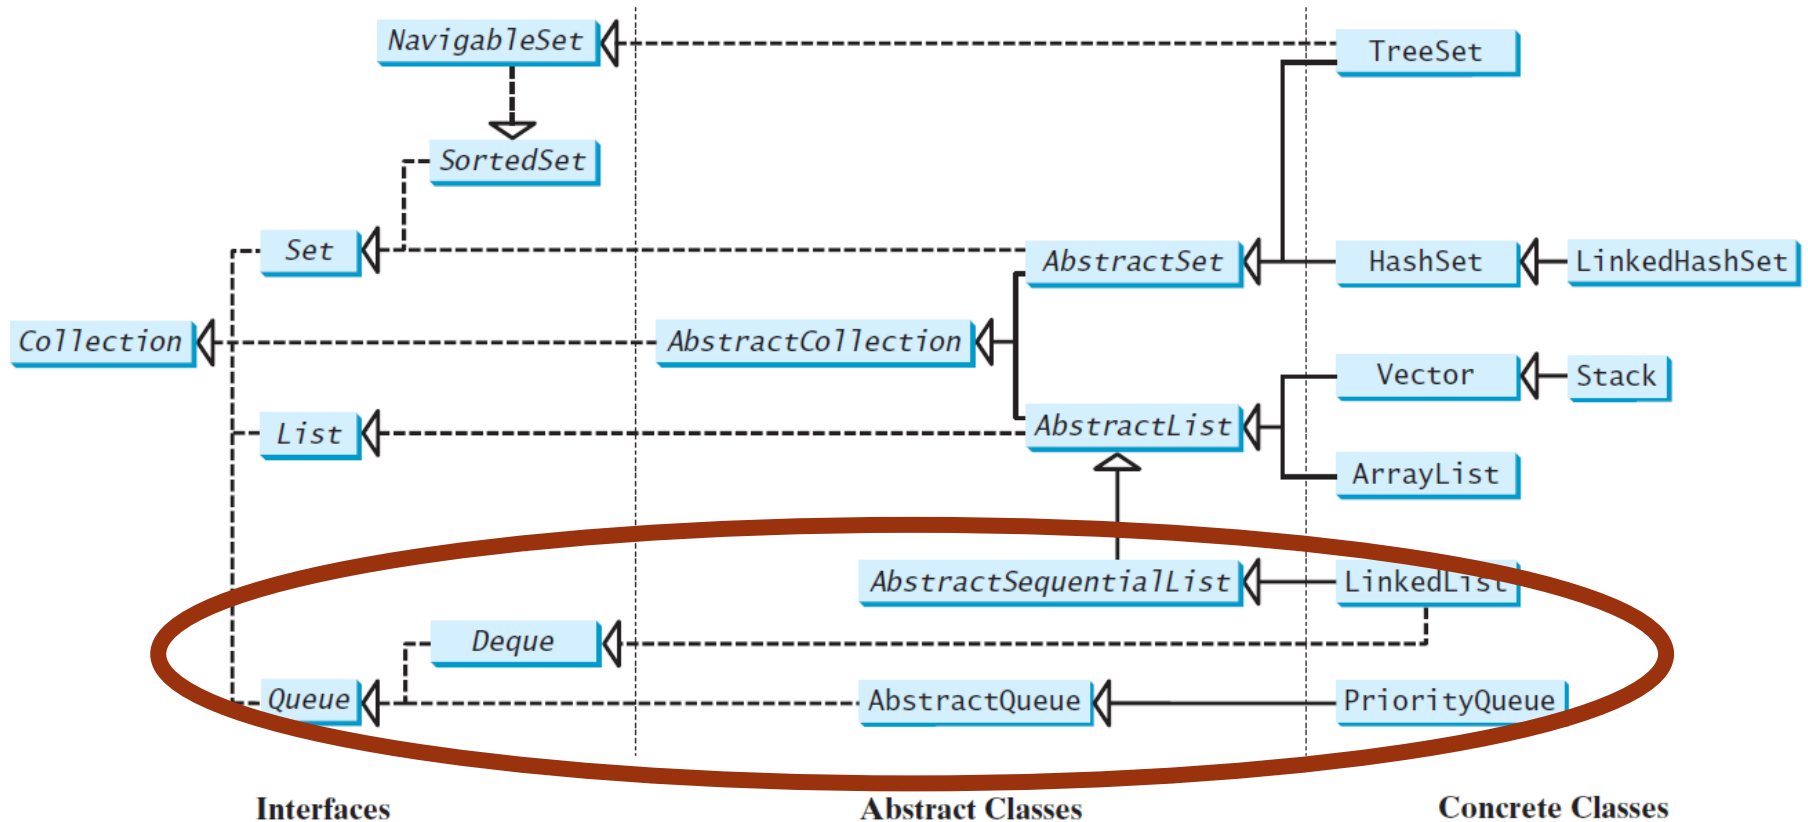 NavigableSet
TreeSet
SortedSet
Set
AbstractSet
HashSet
LinkedHashSet
Collection
AbstractCollection
Vector
Stack
List
AbstractList
ArrayList
AbstractSequentialList
LinkedList
Deque
Queue
AbstractQueue
PriorityQueue
Interfaces
Abstract Classes
Concrete Classes